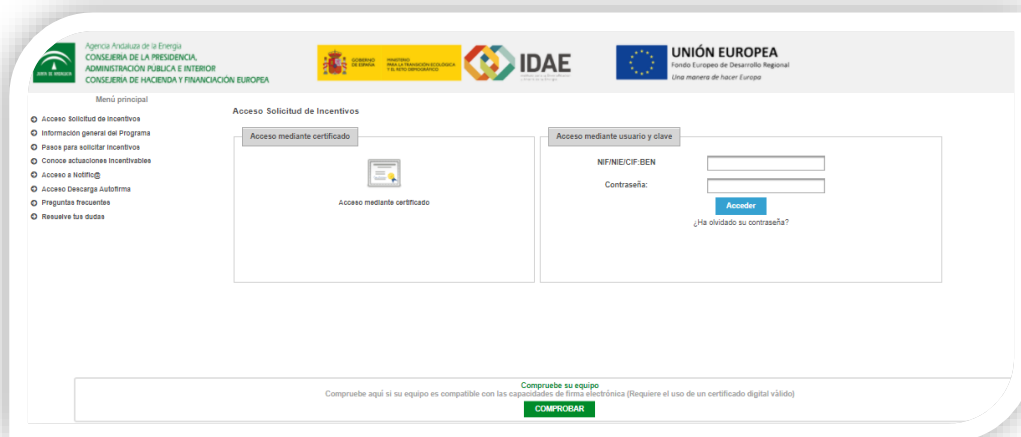 Agencia Andaluza de la Energía
CONSEJERIA DE LA PRESIDENCIA,
ADMINISTRACIÓN PÚBLICA E INTERIOR
CONSEJERIA DE HACIENDA Y FINANCIACIÓN EUROPEA
GOBIERNO DE ESPAÑA
MINISTERIO PARA LA TRANSICIÓN ECOLÓGICA Y EL RETO DEMOGRÁFICO
IDAE
UNIÓN EUROPEA
Fondo Europeo de Desarrollo Regional
Una manera de hacer Europa
Menú principal
Acceso Solicitud de Incentivos
Información general del Programa
Pasos para solicitar Incentivos
Conoce actuaciones Incentivables
Acceso a Notific@
Acceso Descarga Autofirma
Preguntas frecuentes
Resuelve tus dudas
Acceso Solicitud de Incentivos
Acceso mediante certificado
Acceso mediante certificado
Acceso mediante usuario y clave
NIF/NIE/CIF:BEN
Contraseña:
Acceder
¿Ha olvidado su contraseña?
Compruebe su equipo
Compruebe aquí si su equipo es compatible con las capacidades de firma electrónica (Requiere el uso de un certificado digital válido)
COMPROBAR